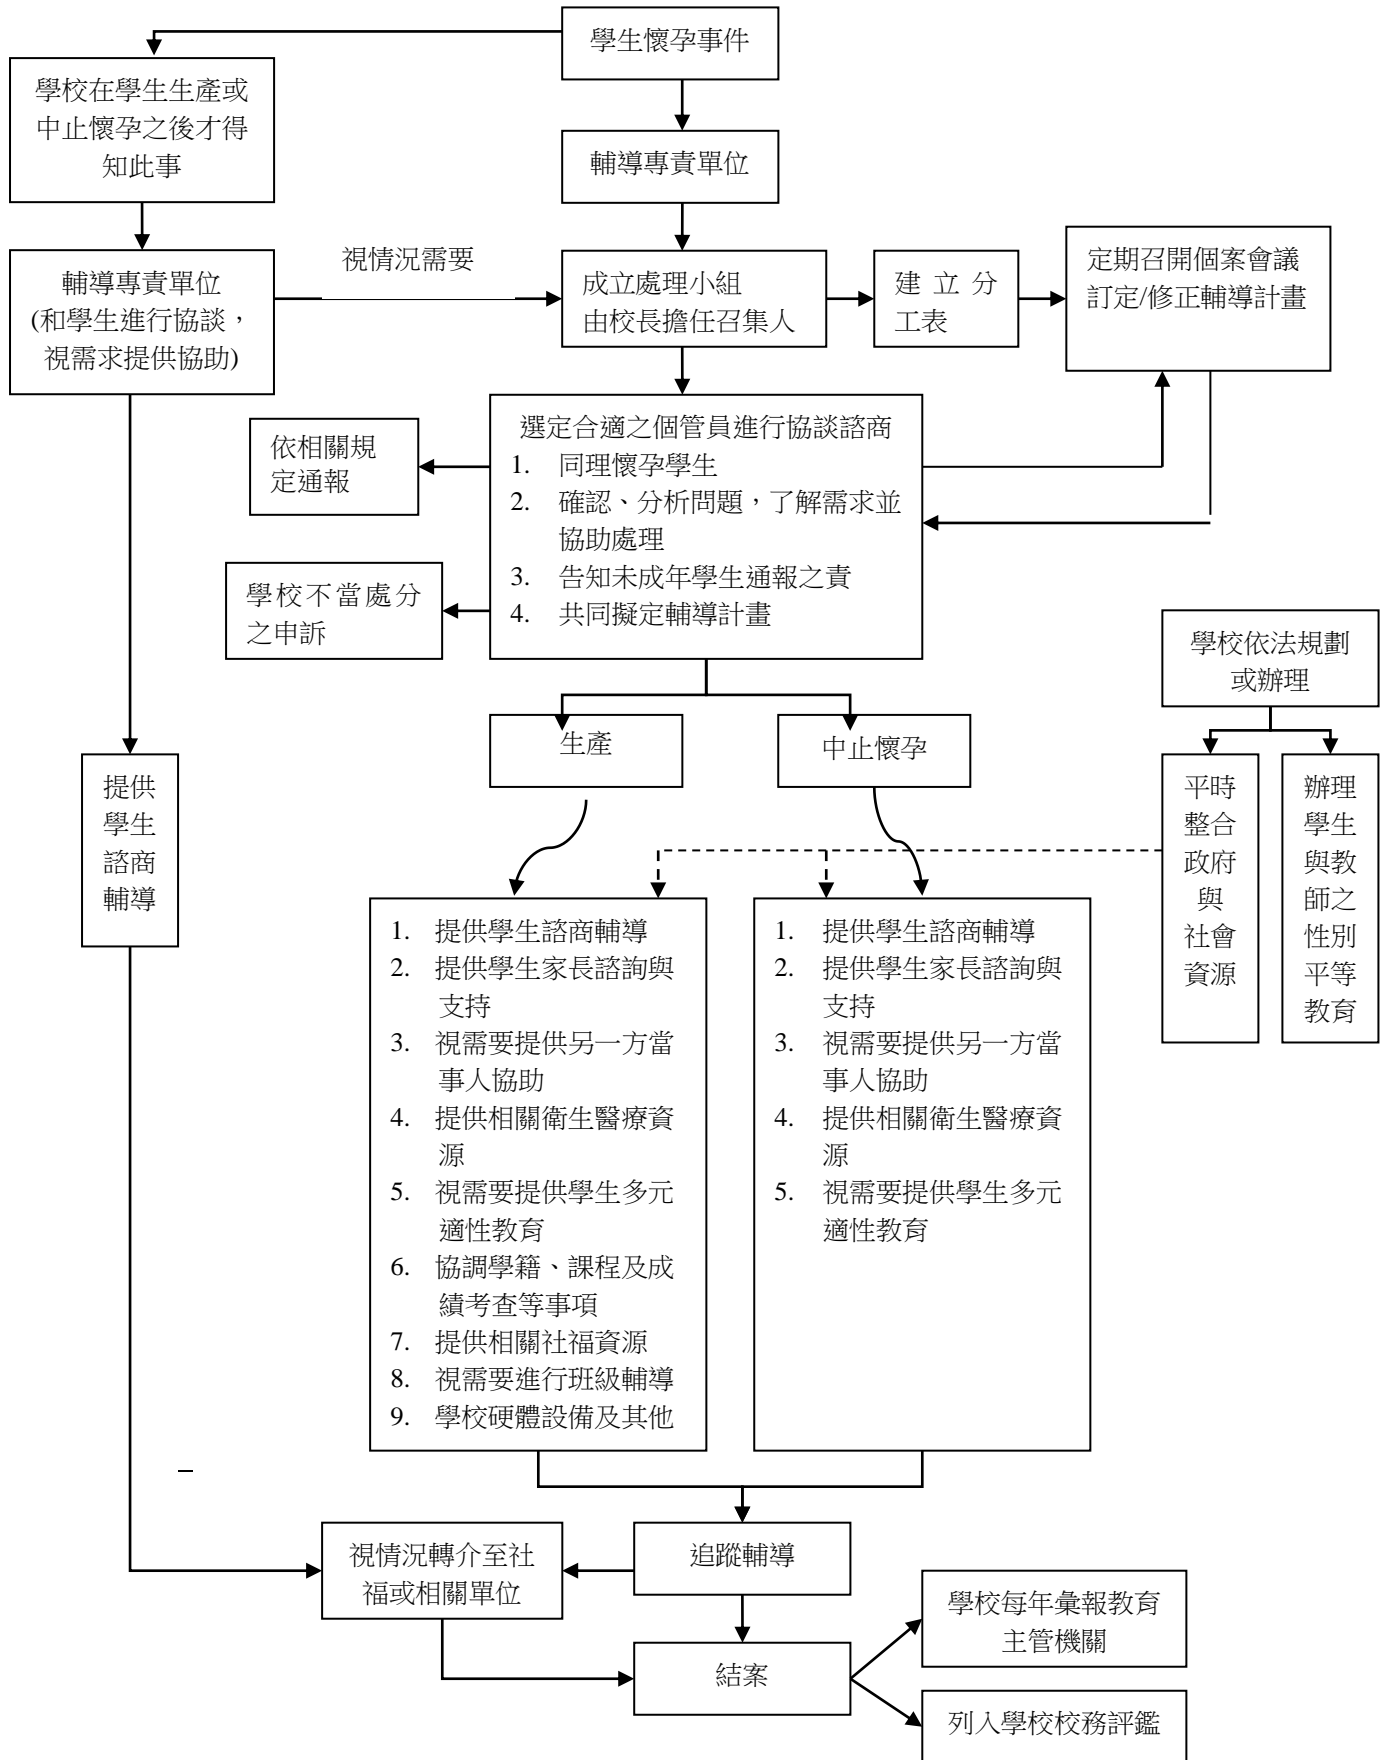 學生懷孕事件
學校在學生生產或
中止懷孕之後才得
知此事
輔導專責單位
輔導專責單位
(和學生進行協談，
視需求提供協助)
視情況需要
成立處理小組
由校長擔任召集人
建立分
工表
定期召開個案會議
訂定/修正輔導計畫
選定合適之個管員進行協談諮商
1. 同理懷孕學生
2. 確認、分析問題，了解需求並
協助處理
3. 告知未成年學生通報之責
4. 共同擬定輔導計畫
依相關規
定通報
學校不當處分
之申訴
學校依法規劃
或辦理
生產
中止懷孕
提供
學生
諮商
輔導
平時
整合
政府
與
社會
資源
辦理
學生
與教
師之
性別
平等
教育
1. 提供學生諮商輔導
2. 提供學生家長諮詢與
支持
3. 視需要提供另一方當
事人協助
4. 提供相關衛生醫療資
源
5. 視需要提供學生多元
適性教育
6. 協調學籍、課程及成
績考查等事項
7. 提供相關社福資源
8. 視需要進行班級輔導
9. 學校硬體設備及其他
1. 提供學生諮商輔導
2. 提供學生家長諮詢與
支持
3. 視需要提供另一方當
事人協助
4. 提供相關衛生醫療資
源
5. 視需要提供學生多元
適性教育
視情況轉介至社
福或相關單位
追蹤輔導
結案
學校每年彙報教育
主管機關
列入學校校務評鑑